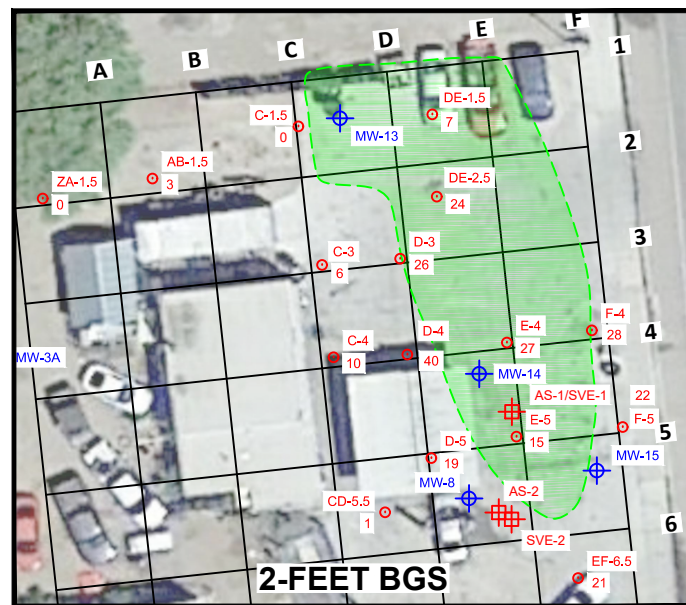 F
E
D
C
B
A
1
DE-1.5
7
C-1.5
0
MW-13
2
AB-1.5
3
ZA-1.5
0
DE-2.5
24
3
C-3
6
D-3
26
F-4
28
4
E-4
27
D-4
40
C-4
10
MW-3A
MW-14
AS-1/SVE-1
22
F-5
E-5
15
5
D-5
19
MW-15
MW-8
AS-2
CD-5.5
1
6
SVE-2
EF-6.5
21
2-FEET BGS